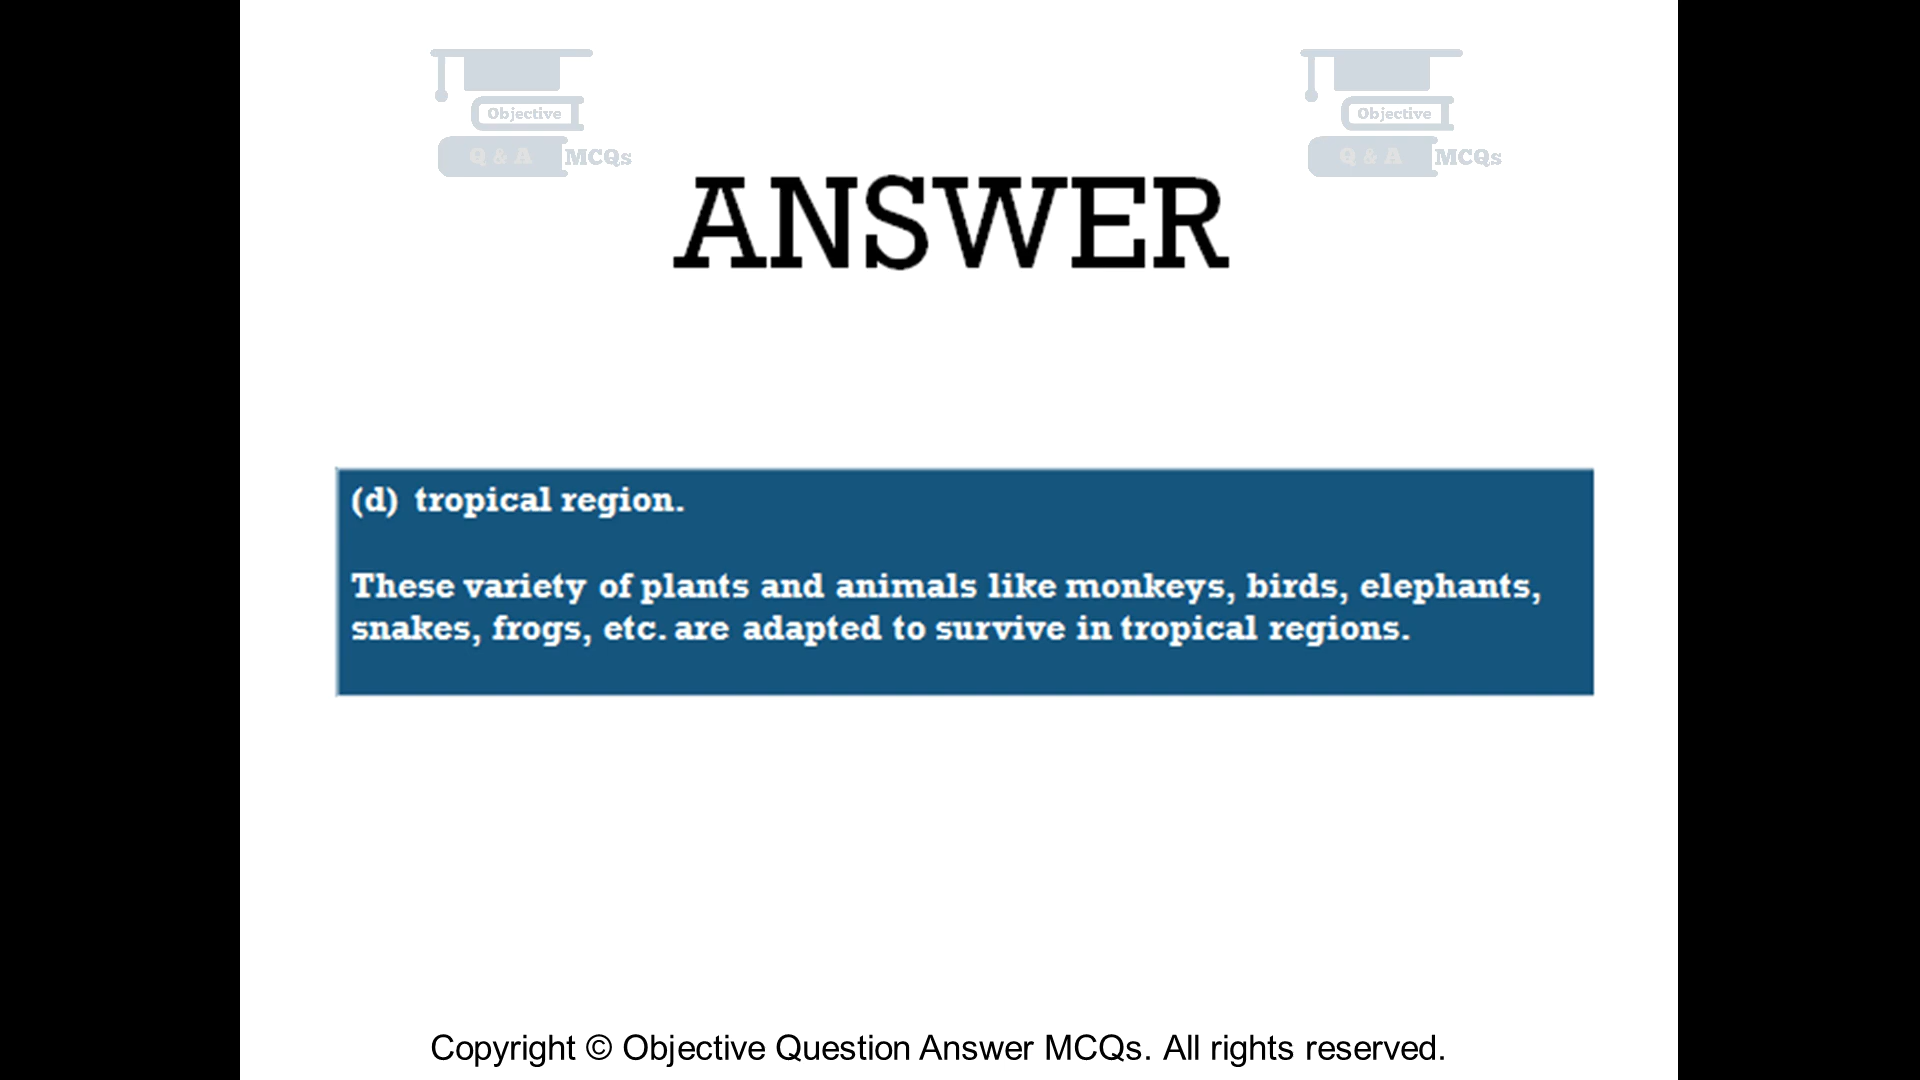 Objective
Q & A MCQs
Objective
Q & A MCQs
ANSWER
(d) tropical region.
These variety of plants and animals like monkeys, birds, elephants,
snakes, frogs, etc. are adapted to survive in tropical regions.
Copyright © Objective Question Answer MCQs. All rights reserved.